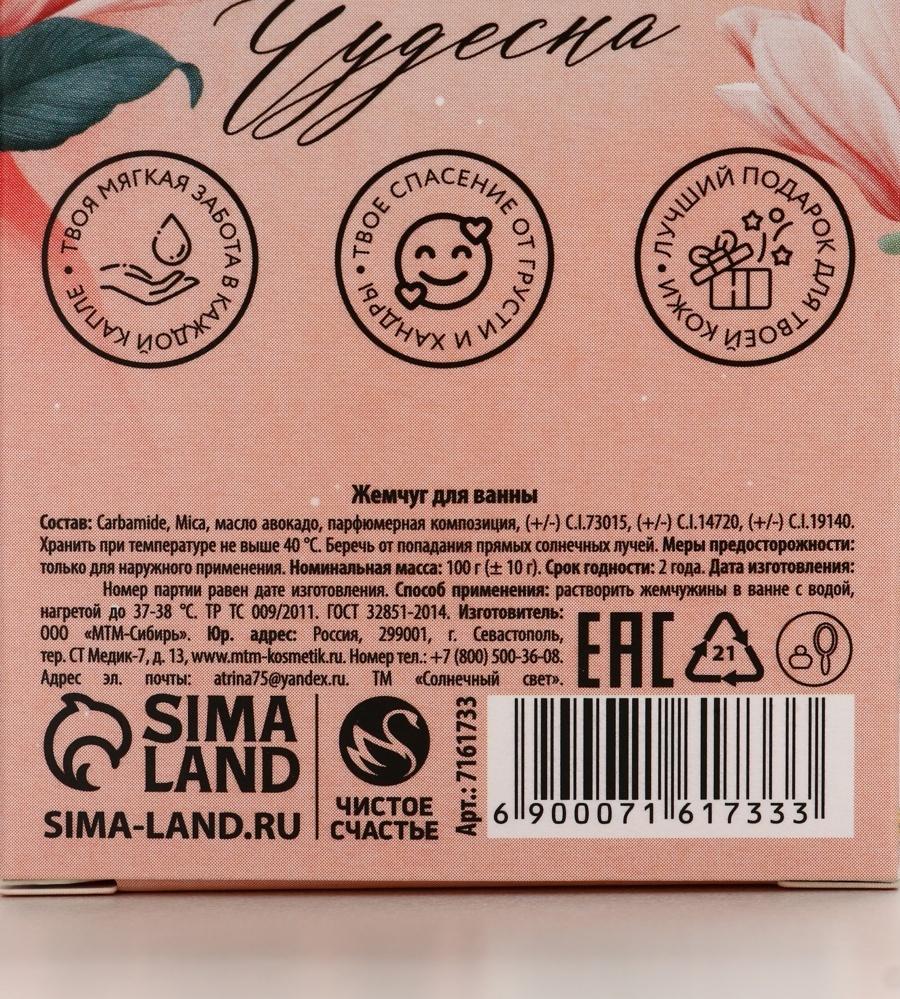 Чудесна
ТВОЯ МЯГКАЯ ЗАБОТА В КАЖДОЙ КАПЛЕ •
ТВОЕ СПАСЕНИЕ ОТ ГРУСТИ И ХАНДРЫ •
ЛУЧШИЙ ПОДАРОК ДЛЯ ТВОЕЙ КОЖИ •
Жемчуг для ванны
Состав: Carbamide, Mica, масло авокадо, парфюмерная композиция, (+/-) C.I.73015, (+/-) C.I.14720, (+/-) C.I.19140.
Хранить при температуре не выше 40 °C. Беречь от попадания прямых солнечных лучей. Меры предосторожности:
только для наружного применения. Номинальная масса: 100 г (± 10 г). Срок годности: 2 года. Дата изготовления:
Номер партии равен дате изготовления. Способ применения: растворить жемчужины в ванне с водой,
нагретой до 37-38 °C. ТР ТС 009/2011. ГОСТ 32851-2014. Изготовитель:
ООО «МТМ-Сибирь». Юр. адрес: Россия, 299001, г. Севастополь,
тер. СТ Медик-7, д. 13, www.mtm-kosmetik.ru. Номер тел.: +7 (800) 500-36-08.
Адрес эл. почты: atrina75@yandex.ru. ТМ «Солнечный свет».
EAC
21
SIMA
LAND
SIMA-LAND.RU
ЧИСТОЕ
СЧАСТЬЕ
Арт.: 7161733
6 900071 617333